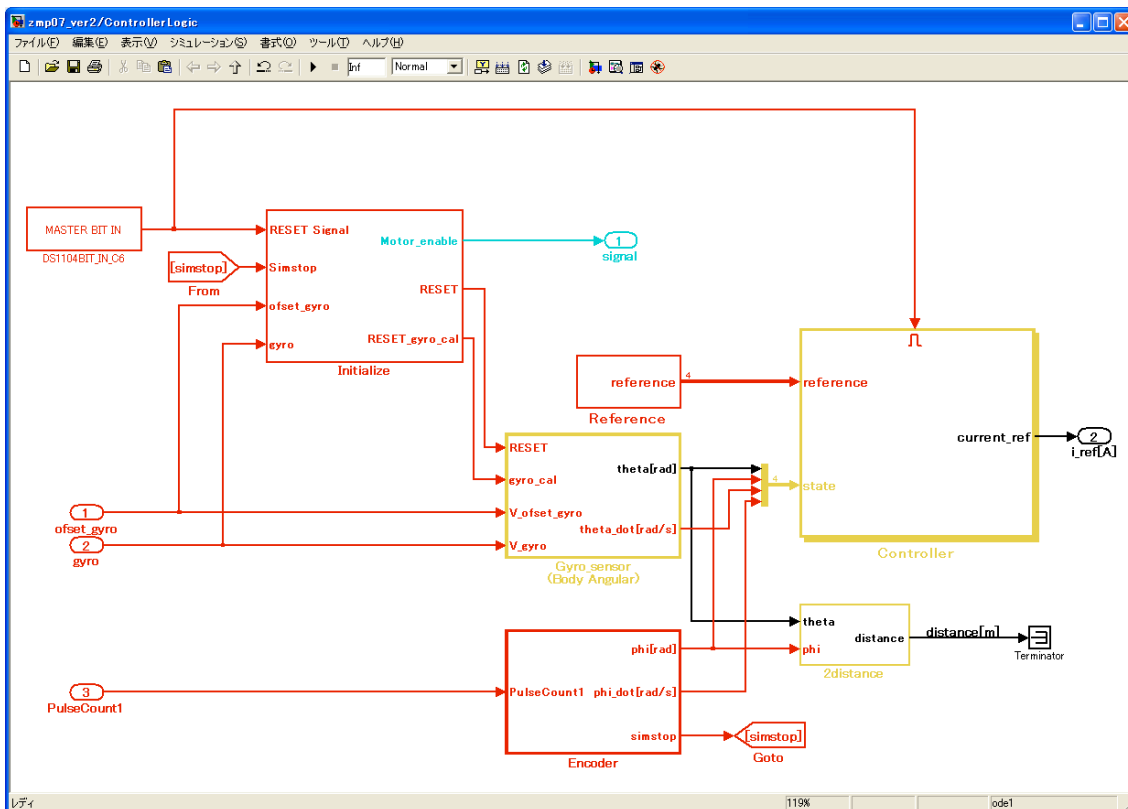 zmp07_ver2/ControllerLogic
ファイル(F) 編集(E) 表示(V) シミュレーション(S) 書式(O) ツール(T) ヘルプ(H)
Inf Normal
MASTER BIT IN
DS1104BIT_IN_C6
[simstop]
From
RESET Signal
Simstop
ofset_gyro
gyro
Motor_enable
RESET
RESET_gyro_cal
Initialize
1
signal
reference
4
Reference
reference
state
current_ref
Controller
2
i_ref[A]
RESET
gyro_cal
V_ofset_gyro
V_gyro
theta[rad]
theta_dot[rad/s]
Gyro_sensor
(Body Angular)
4
1
ofset_gyro
2
gyro
theta
phi
distance
2distance
distance[m]
Terminator
3
PulseCount1
PulseCount1
phi[rad]
phi_dot[rad/s]
simstop
Encoder
[simstop]
Goto
レディ 119% ode1